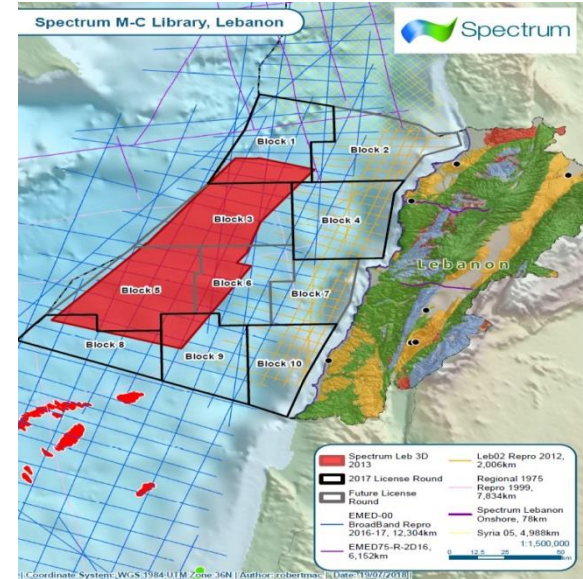 Spectrum M-C Library, Lebanon
Spectrum
Block 1
Block 2
Block 3
Block 4
Lebanon
Block 6
Block 5
Block 7
Block 8
Block 9
Block 10
Spectrum Leb 3D
2013
2017 License
Round
Future License
Round
EMED-00
BroadBand Repro
2016-17, 12,304km
EMED75-R-2D16,
6,152km
Leb02 Repro 2012,
2,006km
Regional 1975
Repro 1999,
7,834km
Spectrum Lebanon
Onshore, 78km
Syria 05, 4,988km
1:1,500,000
0 12.5 25 50
Coordinate System: WGS 1984 UTM Zone 36N | Author: robertmac | Date: 19/07/2018